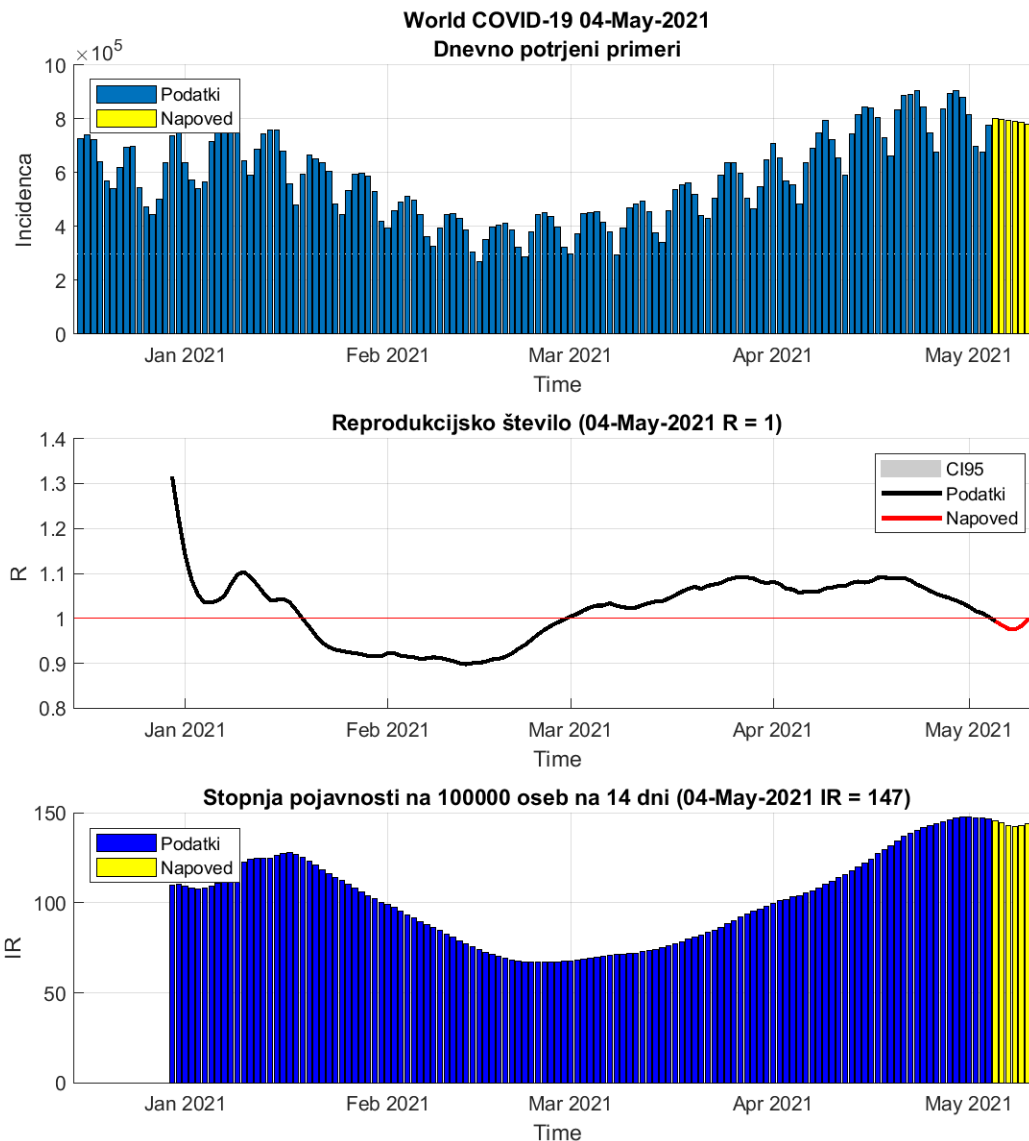 World COVID-19 04-May-2021
Dnevno potrjeni primeri
×10⁵
10
8
6
4
2
0
Incidenca
Podatki
Napoved
Jan 2021 Feb 2021 Mar 2021 Apr 2021 May 2021
Time
Reprodukcijsko število (04-May-2021 R = 1)
1.4
1.3
1.2
1.1
1
0.9
0.8
R
CI95
Podatki
Napoved
Jan 2021 Feb 2021 Mar 2021 Apr 2021 May 2021
Time
Stopnja pojavnosti na 100000 oseb na 14 dni (04-May-2021 IR = 147)
150
100
50
0
IR
Podatki
Napoved
Jan 2021 Feb 2021 Mar 2021 Apr 2021 May 2021
Time